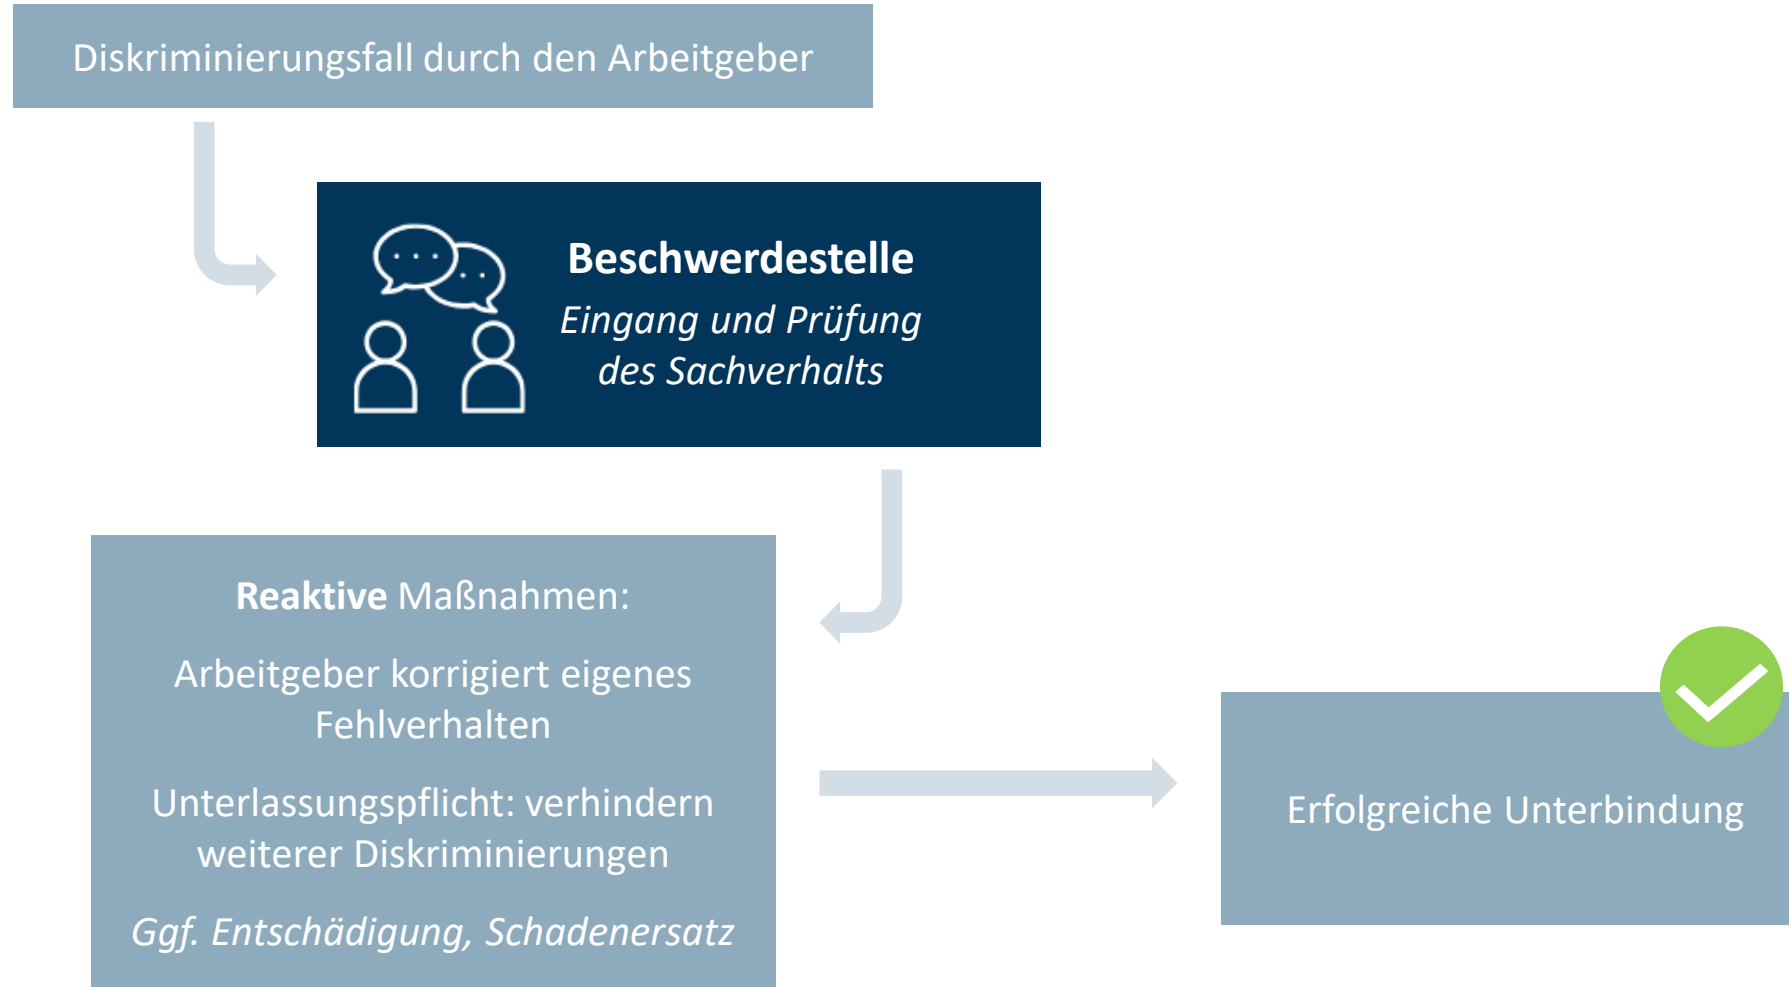 Diskriminierungsfall durch den Arbeitgeber
Beschwerdestelle
Eingang und Prüfung
des Sachverhalts
Reaktive Maßnahmen:
Arbeitgeber korrigiert eigenes
Fehlverhalten
Unterlassungspflicht: verhindern
weiterer Diskriminierungen
Ggf. Entschädigung, Schadenersatz
Erfolgreiche Unterbindung